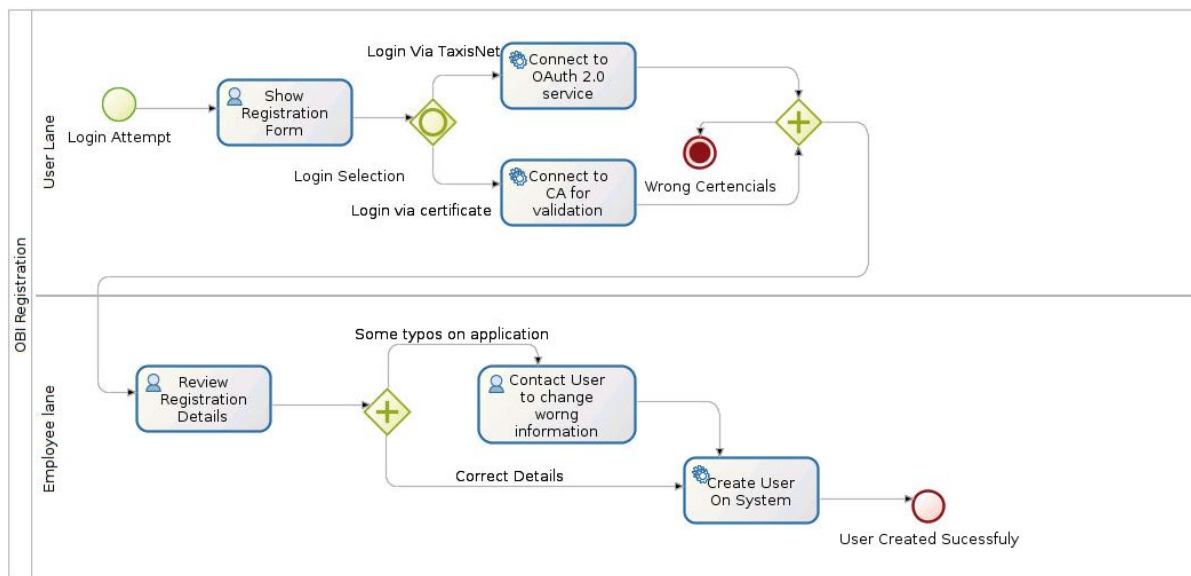 OBI Registration
User Lane
Login Attempt
Show
Registration
Form
Login Selection
Login Via TaxisNet
Connect to
OAuth 2.0
service
Login via certificate
Connect to
CA for
validation
Wrong Certencials
Employee lane
Review
Registration
Details
Some typos on application
Contact User
to change
worng
information
Correct Details
Create User
On System
User Created Sucessfuly